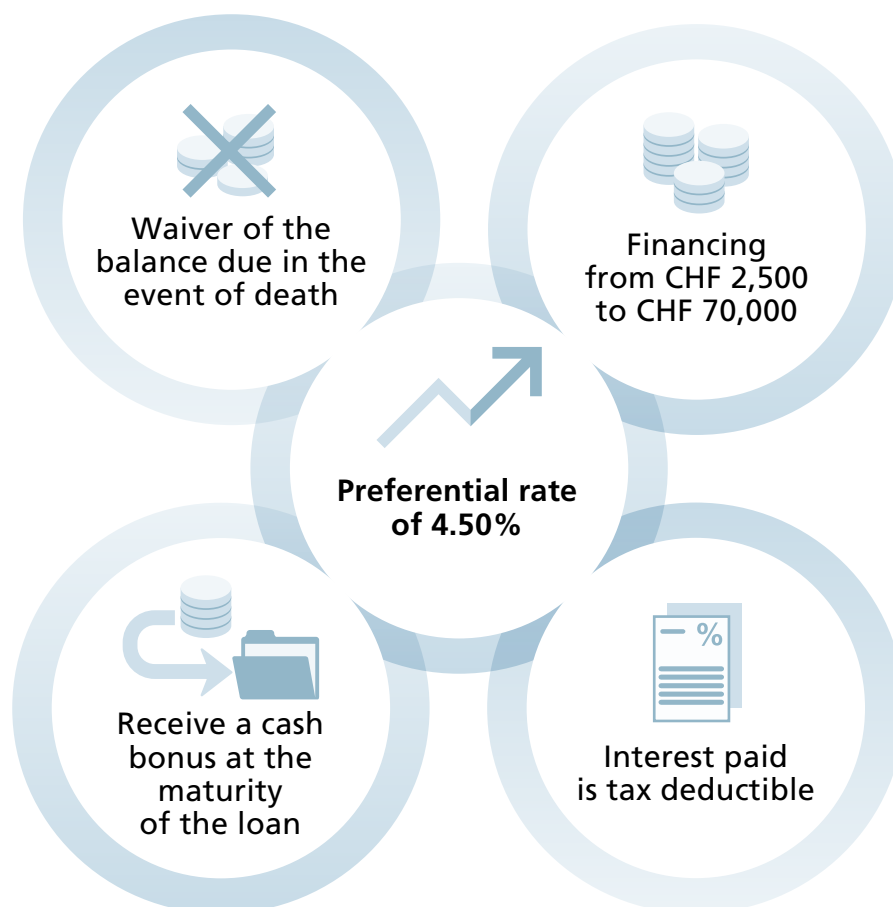 Waiver of the
balance due in the
event of death
Financing
from CHF 2,500
to CHF 70,000
Preferential rate
of 4.50%
Receive a cash
bonus at the
maturity
of the loan
%
Interest paid
is tax deductible